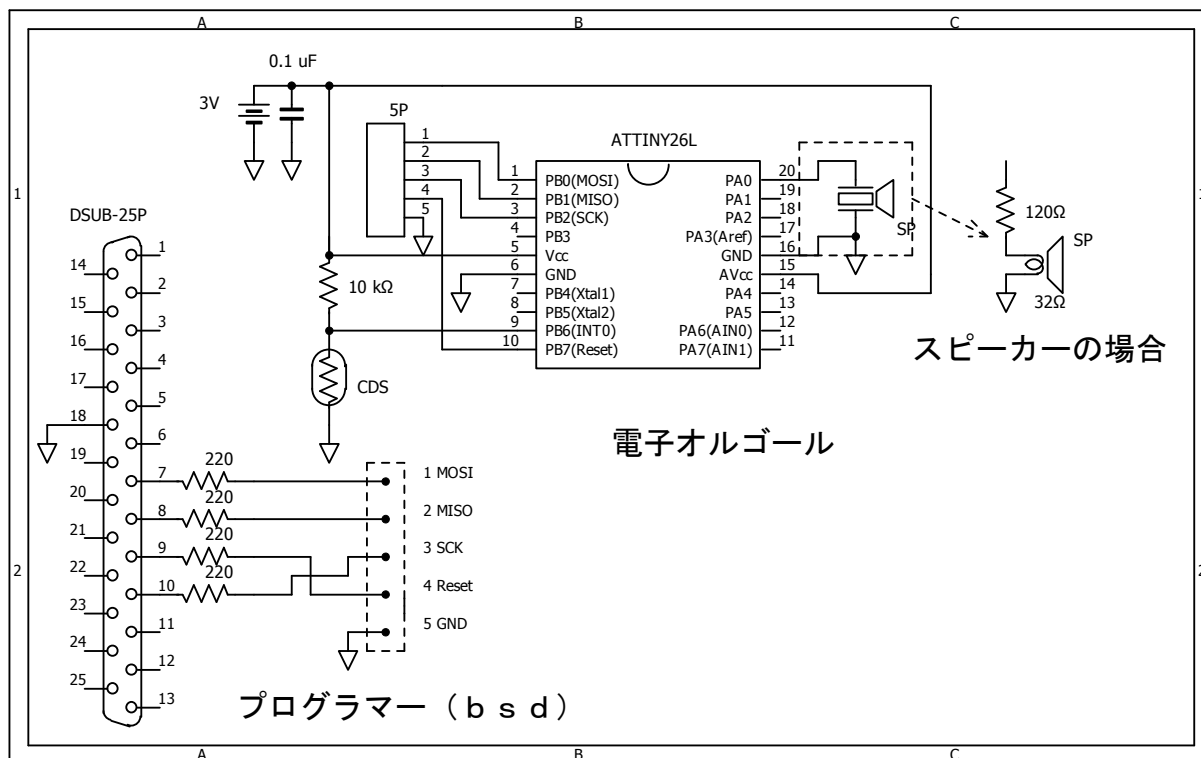 A
B
C
0.1 uF
3V
5P
1
2
3
4
5
ATTINY26L
1 PB0(MOSI)
2 PB1(MISO)
3 PB2(SCK)
4 PB3
5 Vcc
6 GND
7 PB4(Xtal1)
8 PB5(Xtal2)
9 PB6(INT0)
10 PB7(Reset)
PA0 20
PA1 19
PA2 18
PA3(Aref) 17
GND 16
AVcc 15
PA4 14
PA5 13
PA6(AIN0) 12
PA7(AIN1) 11
SP
120Ω
SP
32Ω
スピーカーの場合
1
1
10 kΩ
CDS
電子オルゴール
DSUB-25P
1
14
2
15
3
16
4
17
5
18
6
19
7
20
8
21
9
22
10
23
11
24
12
25
13
220
220
220
220
1 MOSI
2 MISO
3 SCK
4 Reset
5 GND
2
2
プログラマー（ｂｓｄ）
A
B
C